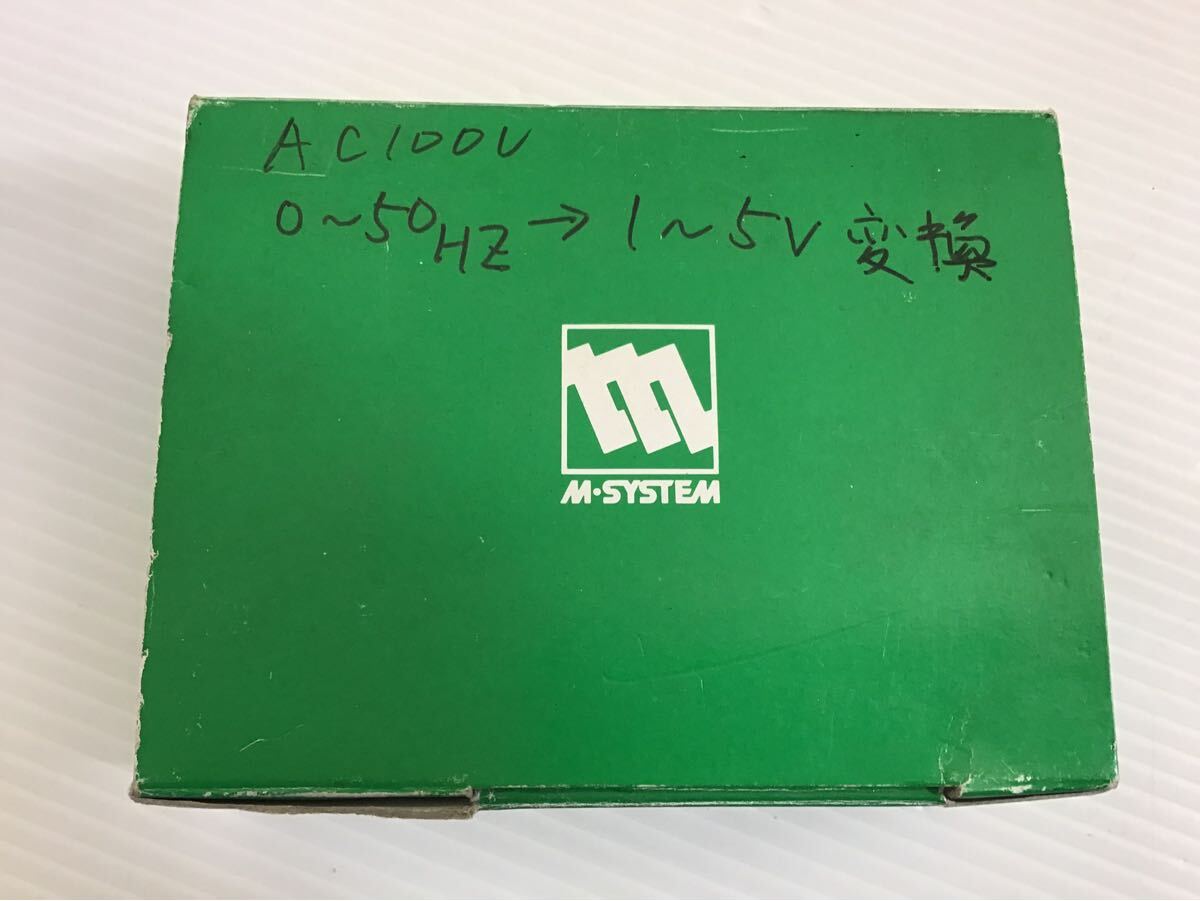 AC100V
0~50HZ→1~5V 変換
M·SYSTEM